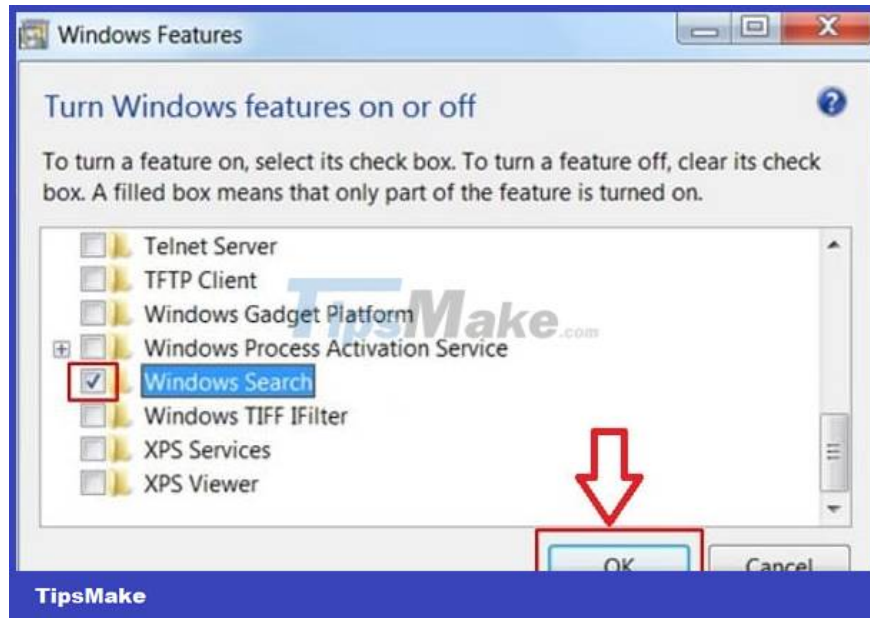 Windows Features
Turn Windows features on or off
To turn a feature on, select its check box. To turn a feature off, clear its check
box. A filled box means that only part of the feature is turned on.
Telnet Server
TFTP Client
Windows Gadget Platform
TipsMake.com
Windows Process Activation Service
Windows Search
Windows TIFF IFilter
XPS Services
XPS Viewer
OK Cancel
TipsMake